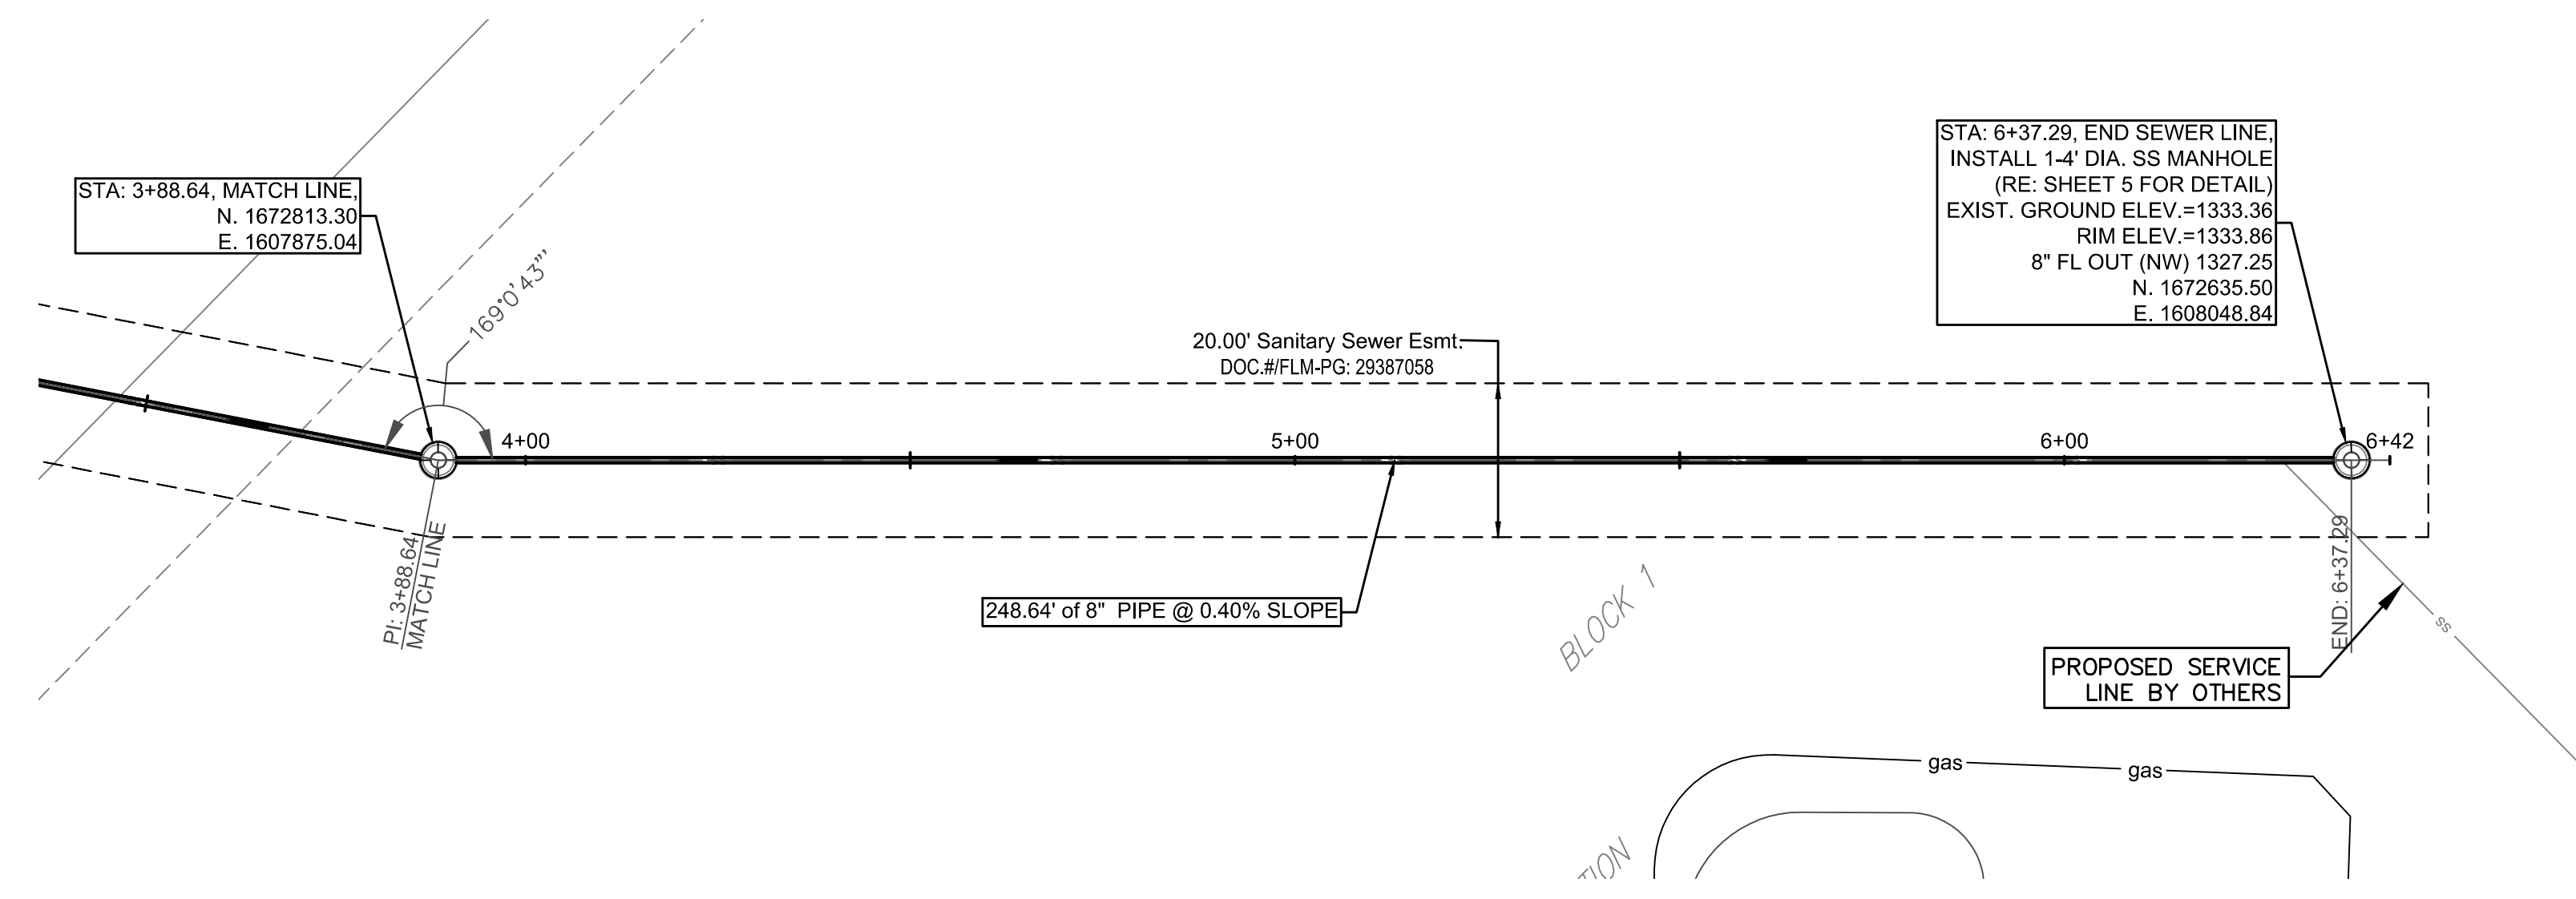 STA: 3+88.64, MATCH LINE,
N. 1672813.30
E. 1607875.04
169°0'43"'
STA: 6+37.29, END SEWER LINE,
INSTALL 1-4' DIA. SS MANHOLE
(RE: SHEET 5 FOR DETAIL)
EXIST. GROUND ELEV.=1333.36
RIM ELEV.=1333.86
8" FL OUT (NW) 1327.25
N. 1672635.50
E. 1608048.84
20.00' Sanitary Sewer Esmt.
DOC.#/FLM-PG: 29387058
4+00
5+00
6+00
6+42
PI: 3+88.64
MATCH LINE
248.64' of 8" PIPE @ 0.40% SLOPE
BLOCK 1
END: 6+37.29
ss
PROPOSED SERVICE
LINE BY OTHERS
gas
gas
TION